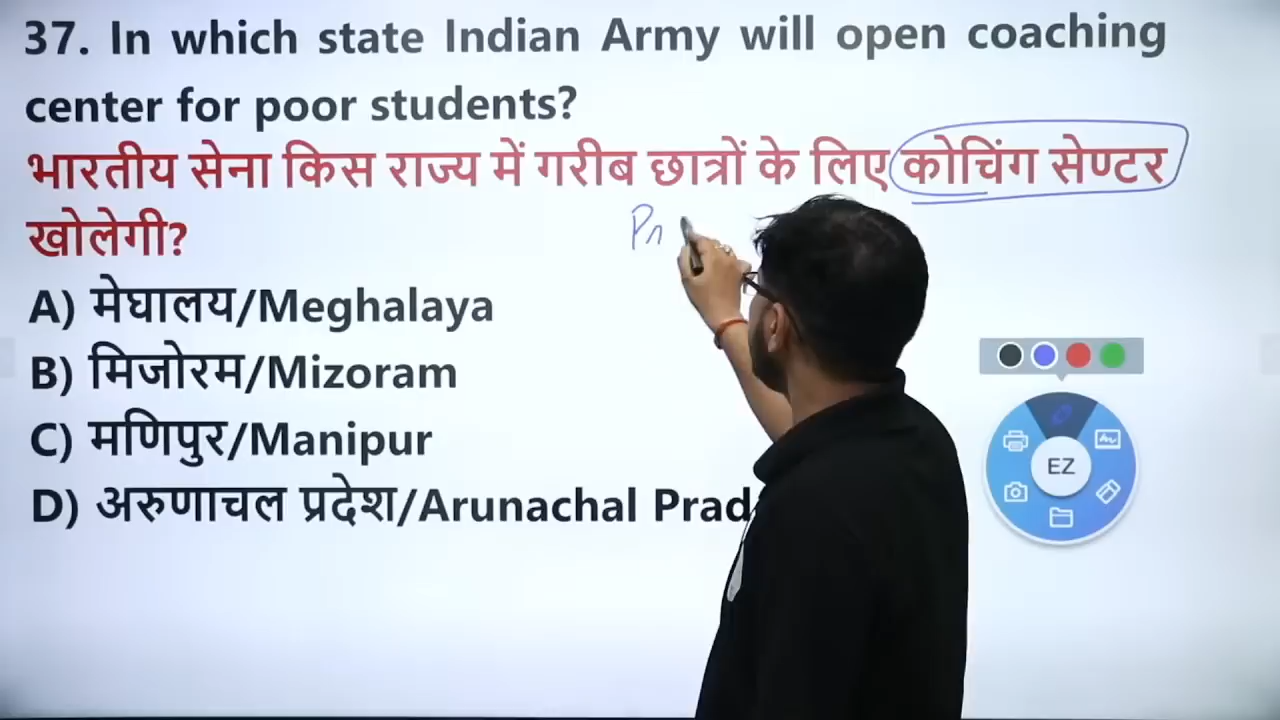 37. In which state Indian Army will open coaching
center for poor students?
भारतीय सेना किस राज्य में गरीब छात्रों के लिए कोचिंग सेण्टर
खोलेगी?
A) मेघालय/Meghalaya
B) मिजोरम/Mizoram
C) मणिपुर/Manipur
D) अरुणाचल प्रदेश/Arunachal Prad
EZ